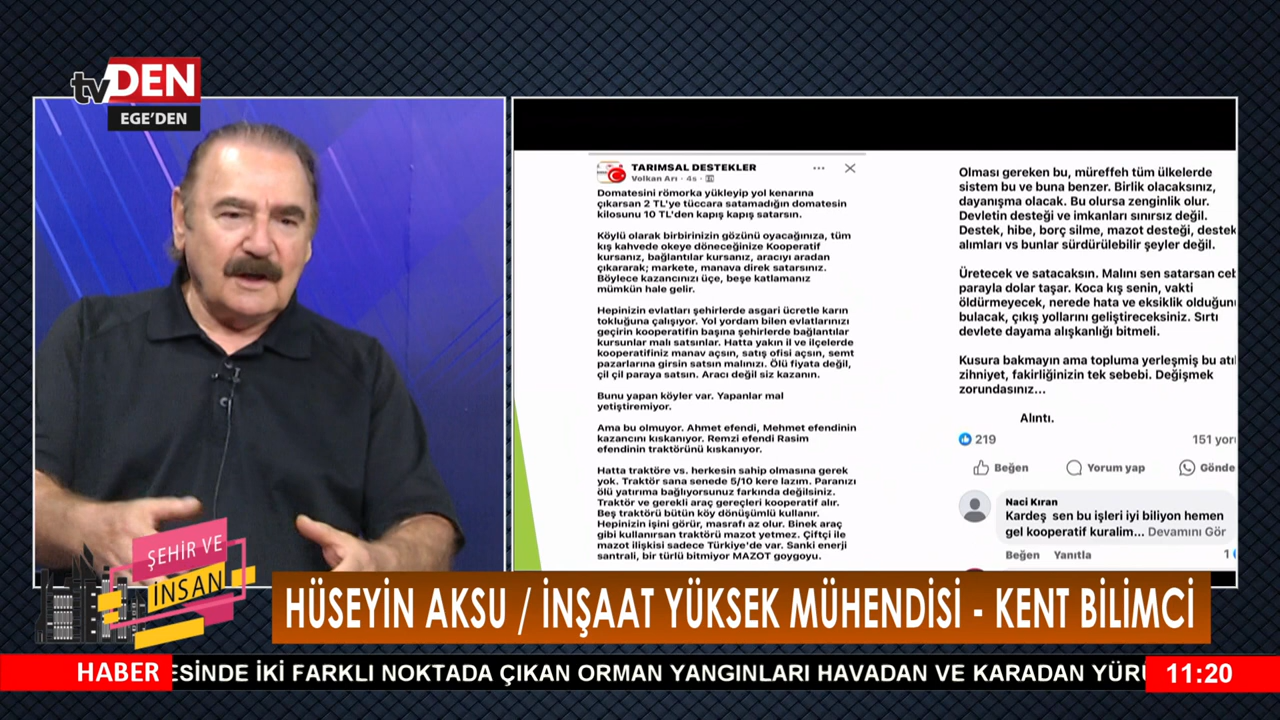 tvDEN
EGE'DEN
TARIMSAL DESTEKLER
Volkan Arı · 4s ·
Domatesini römorka yükleyip yol kenarına
çıkarsan 2 TL'ye tüccara satamadığın domatesin
kilosunu 10 TL'den kapış kapış satarsın.
Köylü olarak birbirinizin gözünü oyacağınıza, tüm
kış kahvede okeye döneceğinize Kooperatif
kursanız, bağlantılar kursanız, aracıyı aradan
çıkararak; markete, manava direk satarsınız.
Böylece kazancınızı üçe, beşe katlamanız
mümkün hale gelir.
Hepinizin evlatları şehirlerde asgari ücretle karın
tokluğuna çalışıyor. Yol yordam bilen evlatlarınızı
geçirin kooperatifin başına şehirlerde bağlantılar
kursunlar malı satsınlar. Hatta yakın il ve ilçelerde
kooperatifiniz manav açsın, satış ofisi açsın, semt
pazarlarına girsin satsın malınızı. Ölü fiyata değil,
çil çil paraya satsın. Aracı değil siz kazanın.
Bunu yapan köyler var. Yapanlar mal
yetiştiremiyor.
Ama bu olmuyor. Ahmet efendi, Mehmet efendinin
kazancını kıskanıyor. Remzi efendi Rasim
efendinin traktörünü kıskanıyor.
Hatta traktöre vs. herkesin sahip olmasına gerek
yok. Traktör sana senede 5/10 kere lazım. Paranızı
ölü yatırıma bağlıyorsunuz farkında değilsiniz.
Traktör ve gerekli araç gereçleri kooperatif alır.
Beş traktörü bütün köy dönüşümlü kullanır.
Hepinizin işini görür, masrafı az olur. Binek araç
gibi kullanırsan traktörü mazot yetmez. Çiftçi ile
mazot ilişkisi sadece Türkiye'de var. Sanki enerji
santrali, bir türlü bitmiyor MAZOT goygoyu.
Olması gereken bu, müreffeh tüm ülkelerde
sistem bu ve buna benzer. Birlik olacaksınız,
dayanışma olacak. Bu olursa zenginlik olur.
Devletin desteği ve imkanları sınırsız değil.
Destek, hibe, borç silme, mazot desteği, destek
alımları vs bunlar sürdürülebilir şeyler değil.
Üretecek ve satacaksın. Malını sen satarsan ceb
parayla dolar taşar. Koca kış senin, vakti
öldürmeyecek, nerede hata ve eksiklik olduğunu
bulacak, çıkış yollarını geliştireceksiniz. Sırtı
devlete dayama alışkanlığı bitmeli.
Kusura bakmayın ama topluma yerleşmiş bu atıl
zihniyet, fakirliğinizin tek sebebi. Değişmek
zorundasınız...
Alıntı.
219 151 yoru
Beğen Yorum yap Gönde
Naci Kıran
Kardeş sen bu işleri iyi biliyon hemen
gel kooperatif kuralim... Devamını Gör
Beğen Yanıtla 1
ŞEHİR VE
İNSAN
HÜSEYİN AKSU / İNŞAAT YÜKSEK MÜHENDİSİ - KENT BİLİMCİ
HABER ESİNDE İKİ FARKLI NOKTADA ÇIKAN ORMAN YANGINLARI HAVADAN VE KARADAN YÜRÜ 11:20